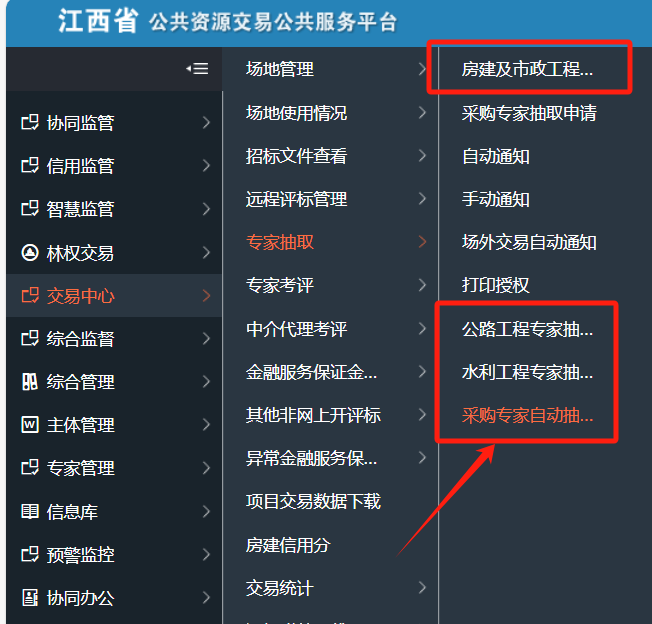 江西省 公共资源交易公共服务平台
协同监管
信用监管
智慧监管
林权交易
交易中心
综合监督
综合管理
主体管理
专家管理
信息库
预警监控
协同办公
场地管理
场地使用情况
招标文件查看
远程评标管理
专家抽取
专家考评
中介代理考评
金融服务保证金...
其他非网上开评标
异常金融服务保...
项目交易数据下载
房建信用分
交易统计
房建及市政工程...
采购专家抽取申请
自动通知
手动通知
场外交易自动通知
打印授权
公路工程专家抽...
水利工程专家抽...
采购专家自动抽...